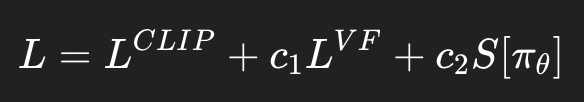 L = L^{CLIP} + c_1 L^{VF} + c_2 S[π_θ]